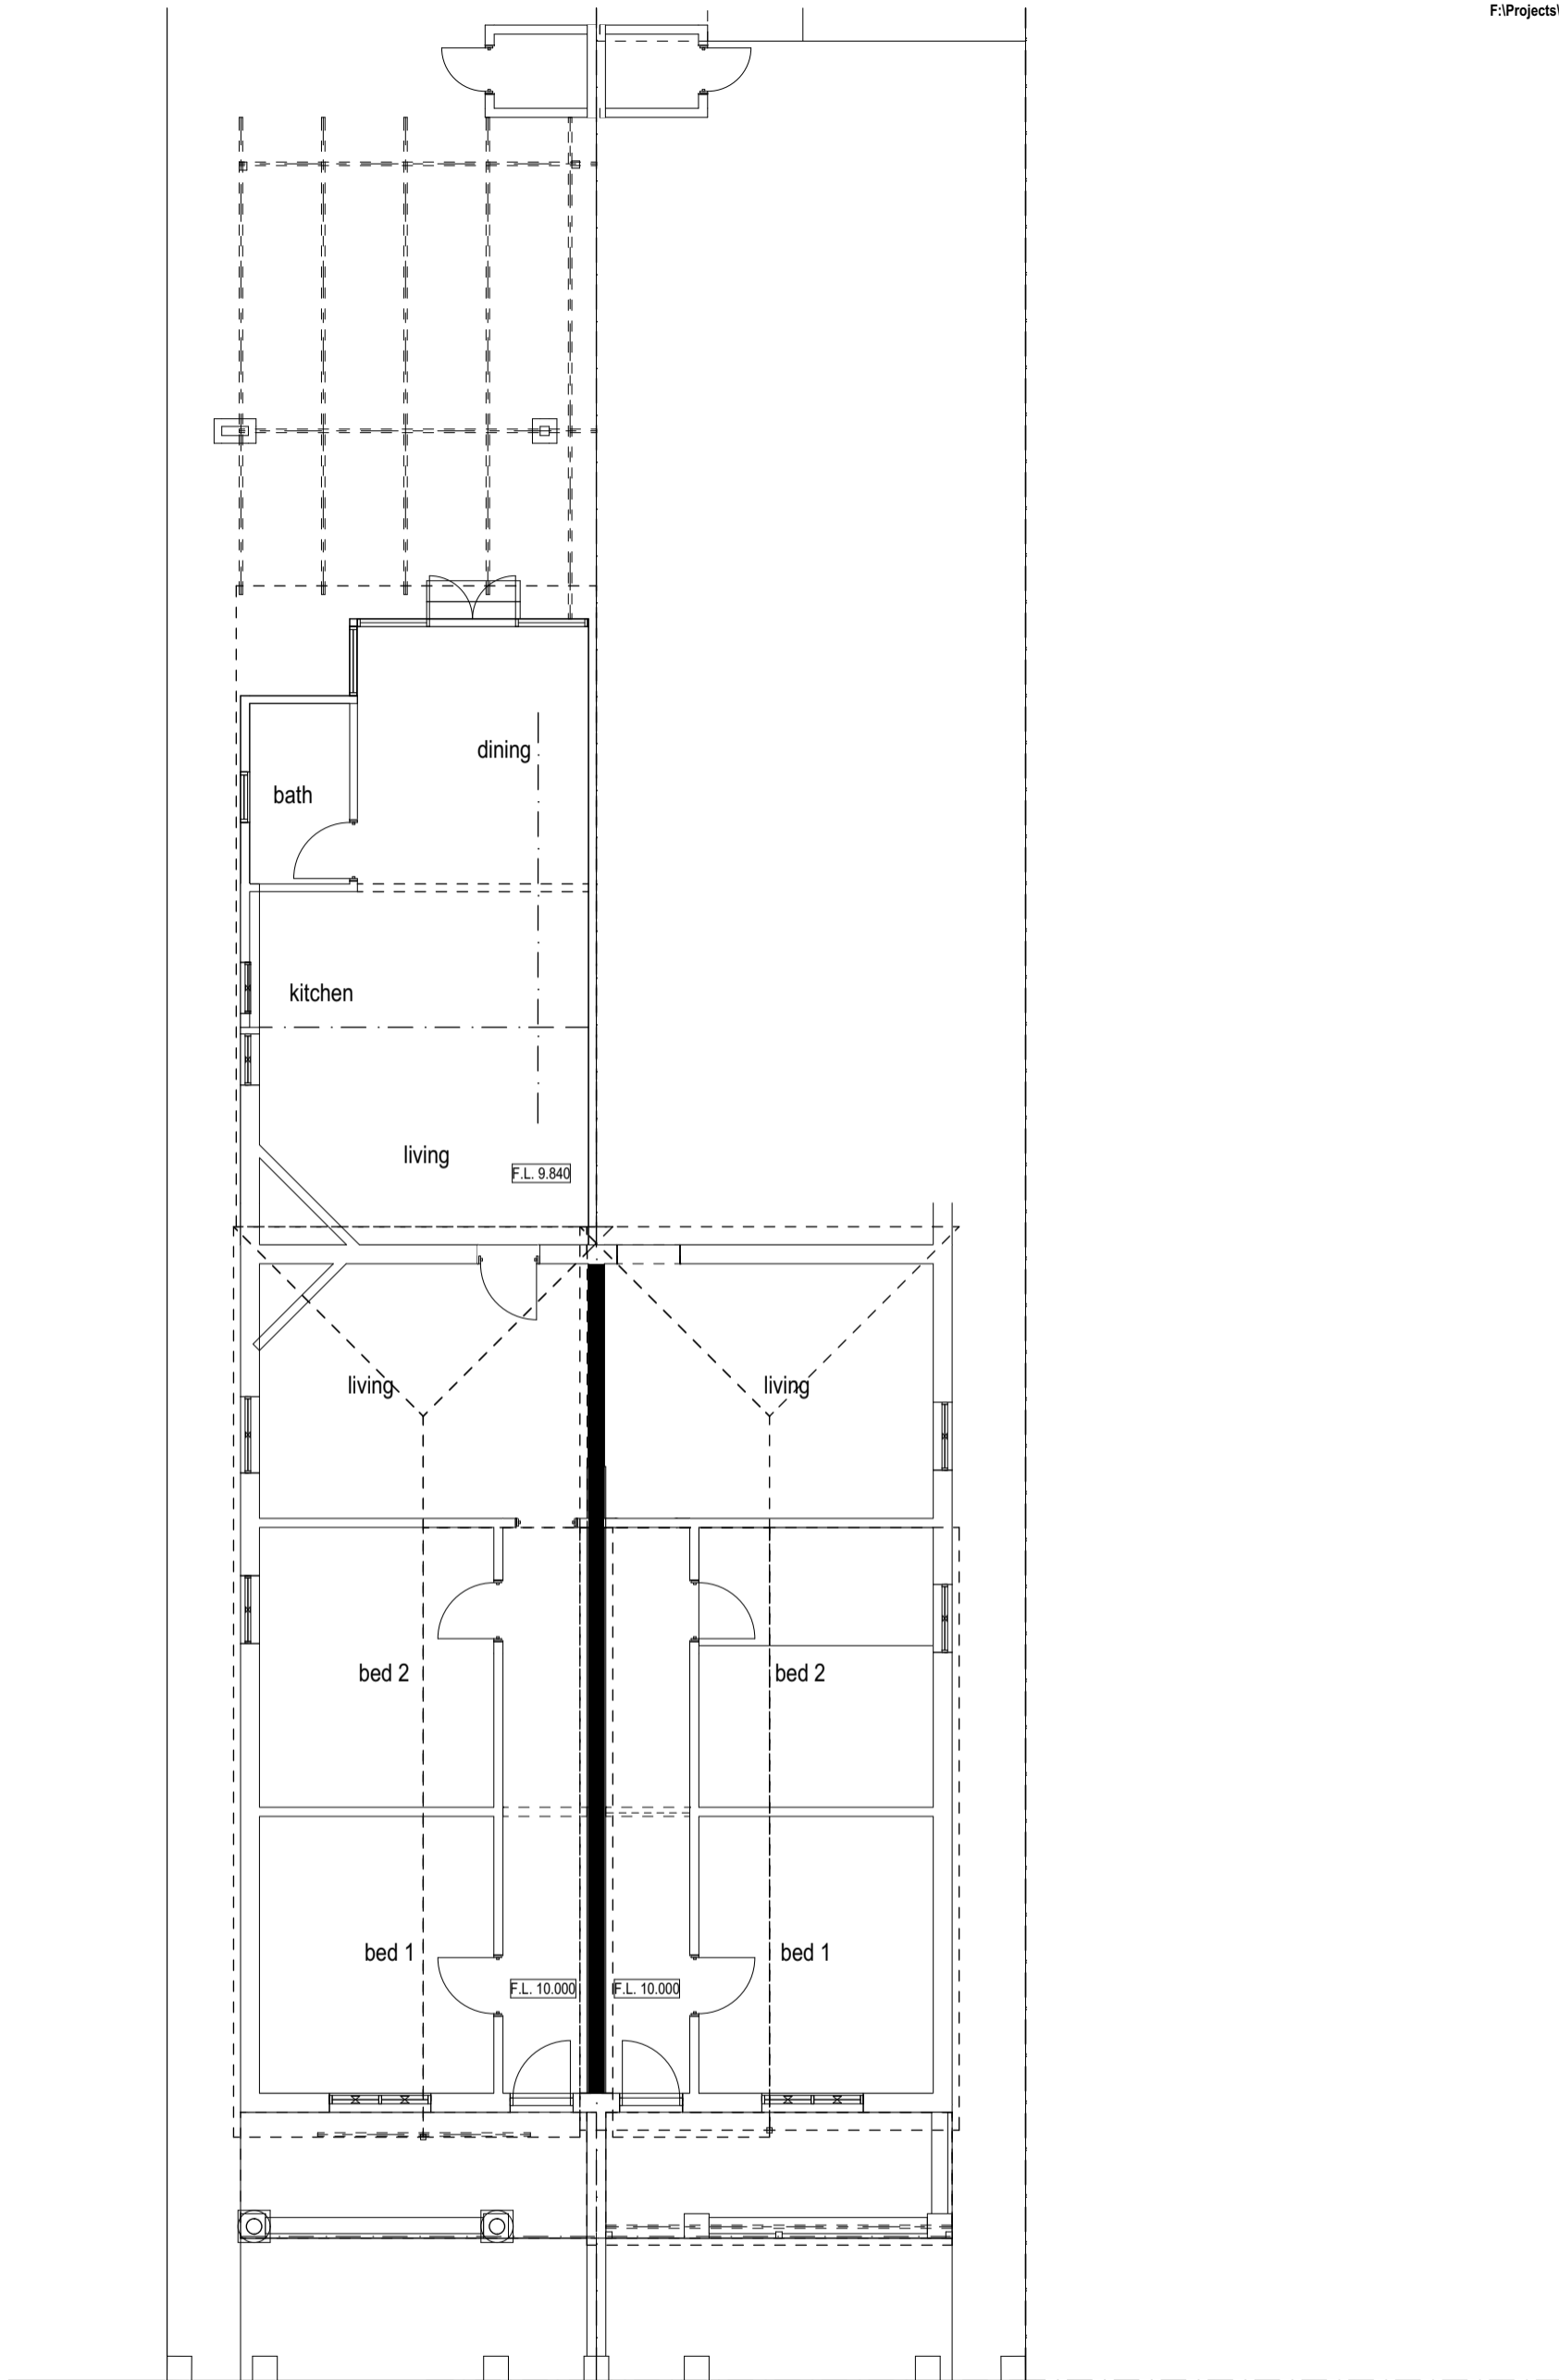 F:\Projects\
dining
bath
kitchen
living
F.L. 9.840
living
living
bed 2
bed 2
bed 1
bed 1
F.L. 10.000
F.L. 10.000